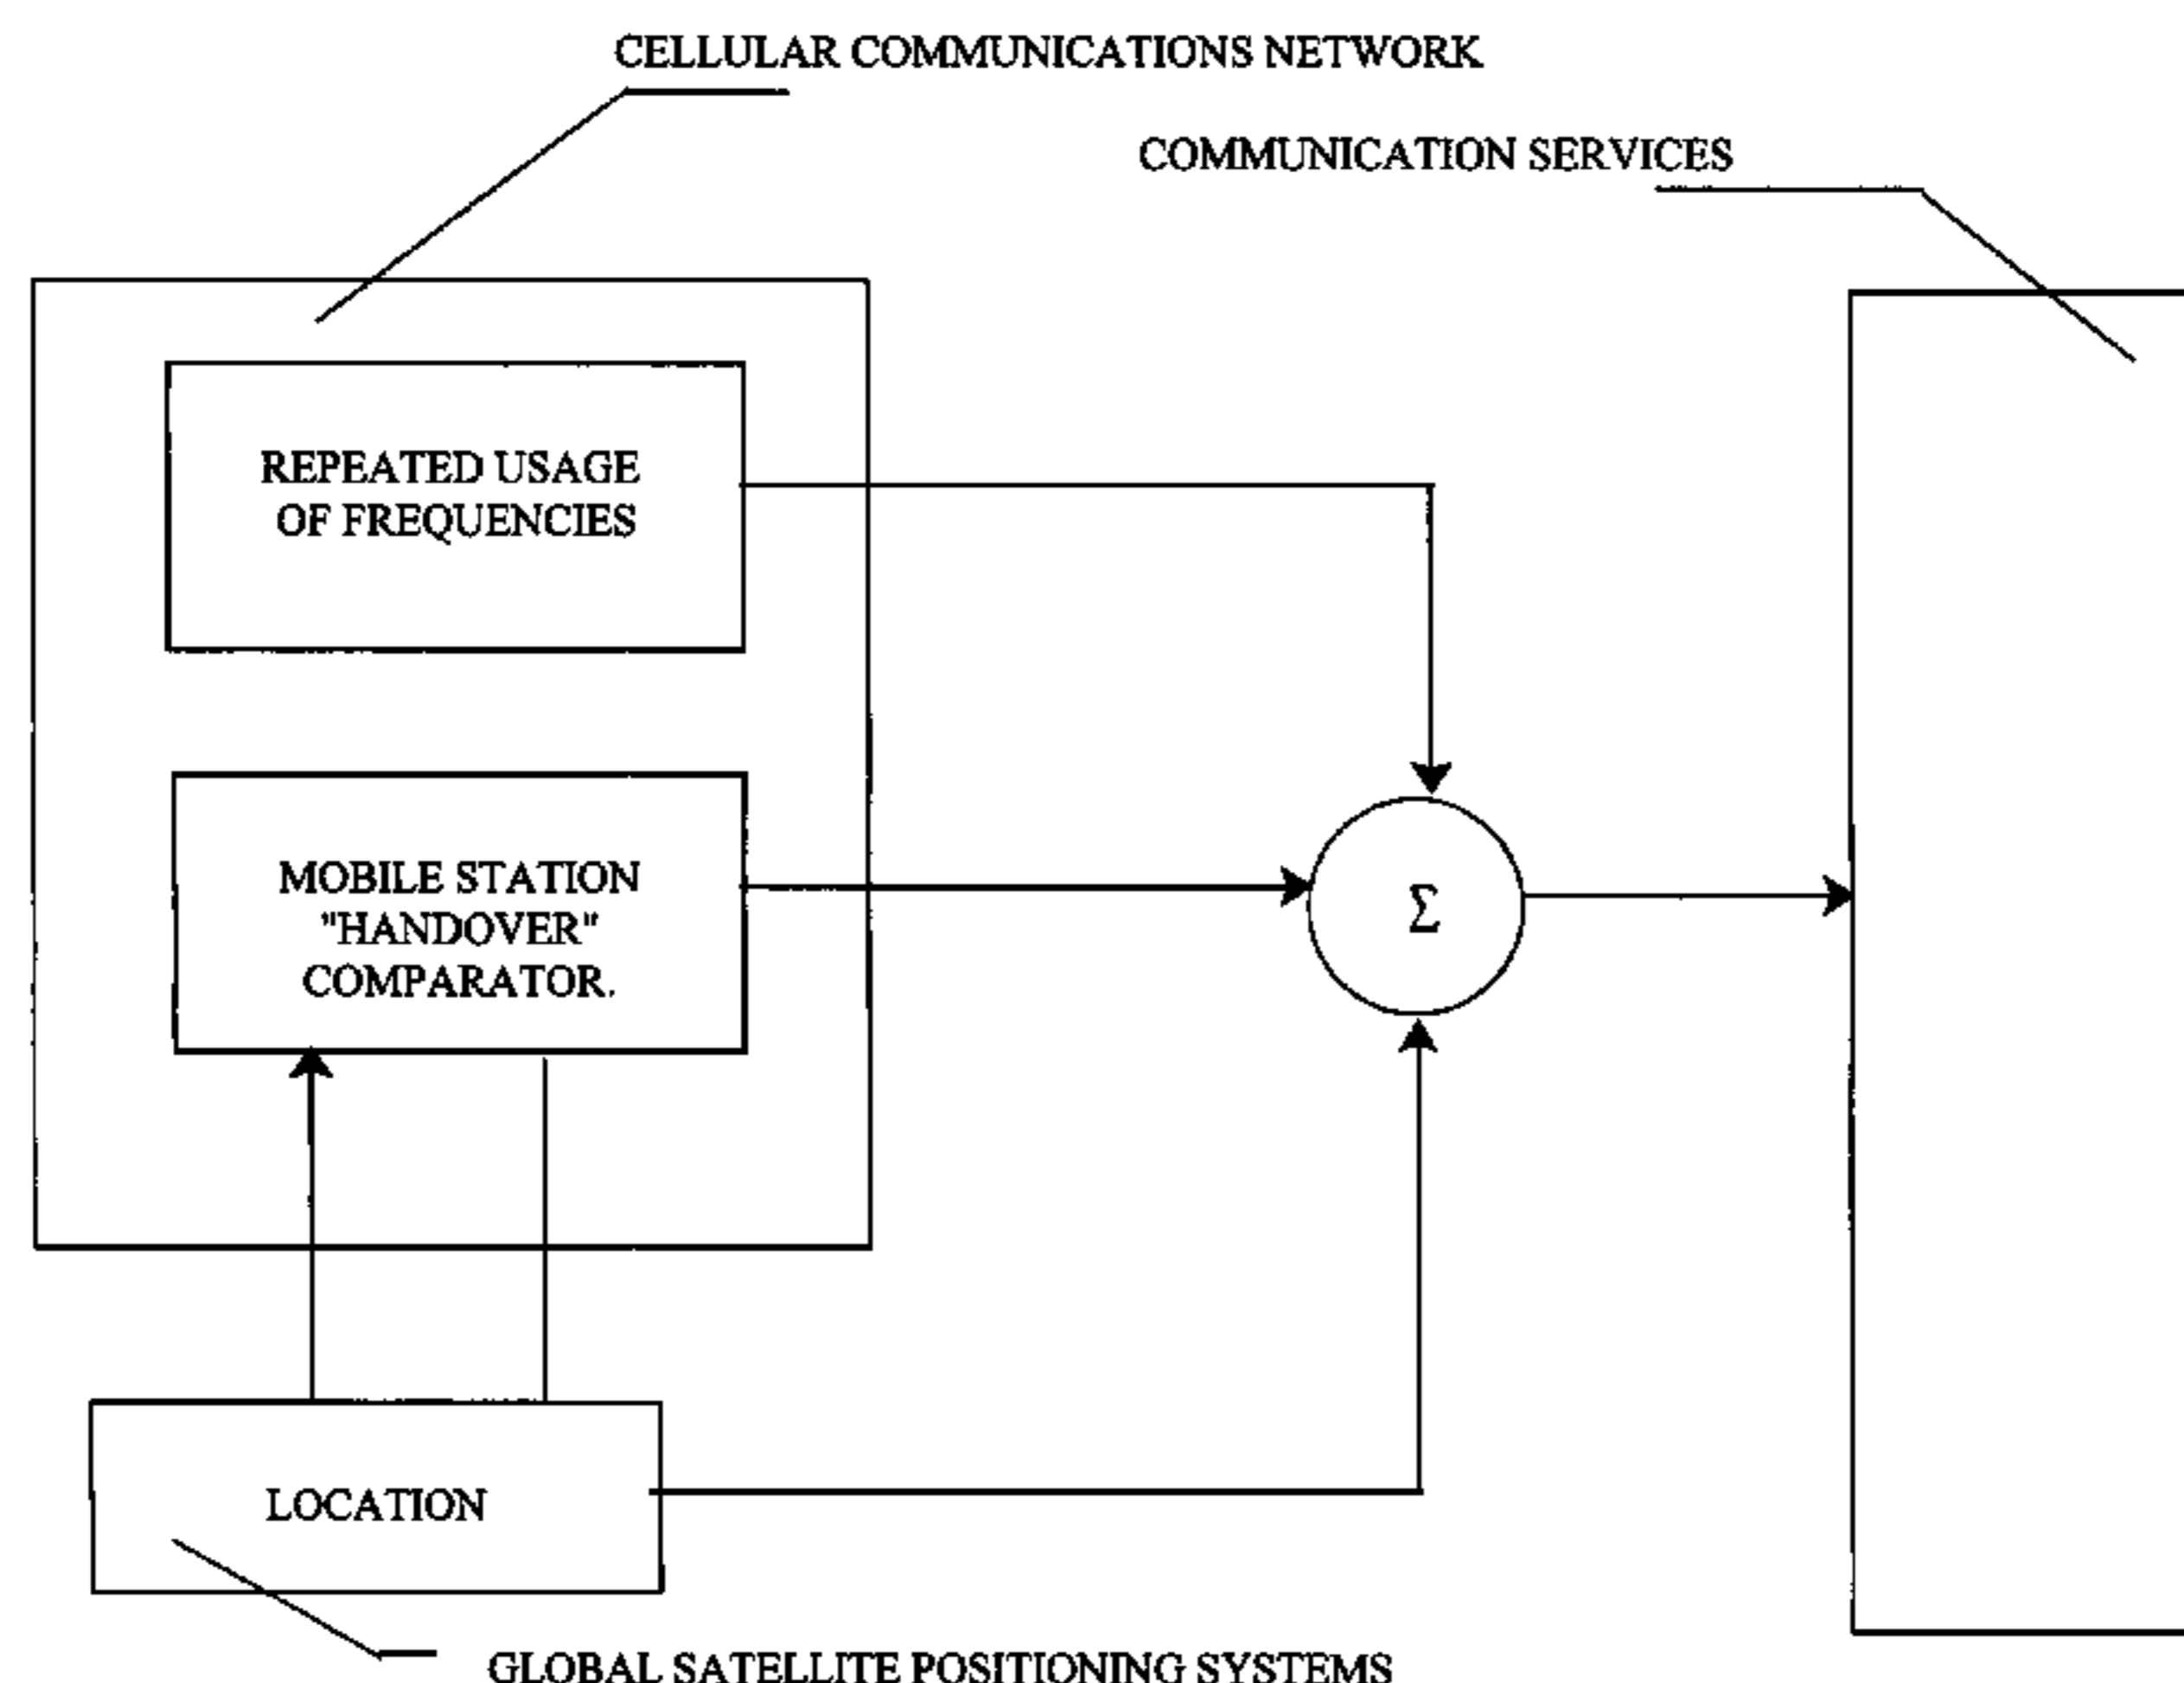 CELLULAR COMMUNICATIONS NETWORK
COMMUNICATION SERVICES
REPEATED USAGE
OF FREQUENCIES
MOBILE STATION
"HANDOVER"
COMPARATOR.
Σ
LOCATION
GLOBAL SATELLITE POSITIONING SYSTEMS